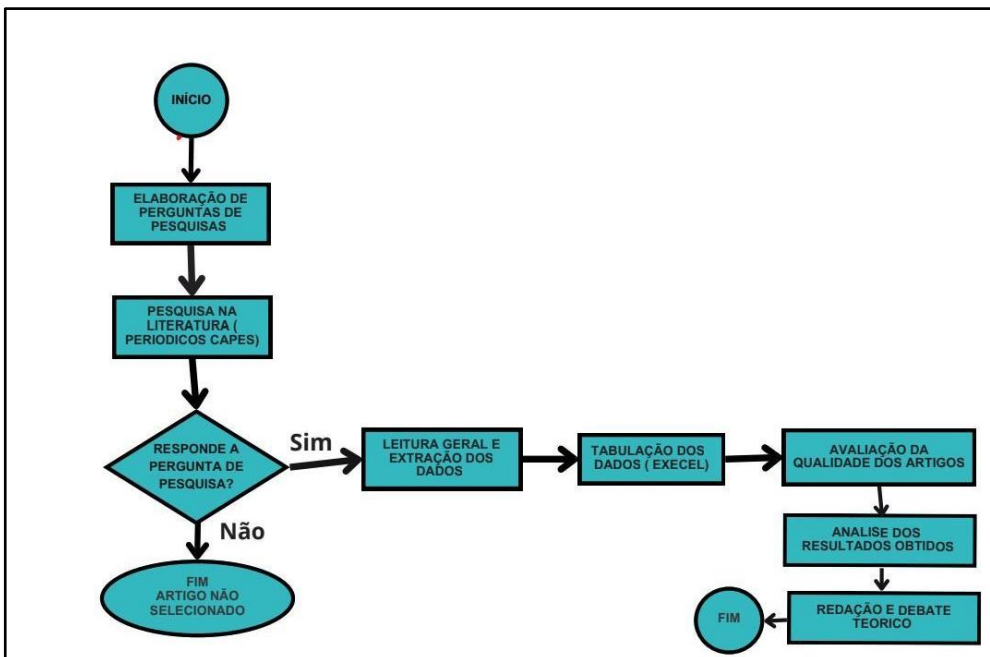 INÍCIO
ELABORAÇÃO DE
PERGUNTAS DE
PESQUISAS
PESQUISA NA
LITERATURA (
PERIODICOS CAPES)
RESPONDE A
PERGUNTA DE
PESQUISA?
Sim
Não
FIM
ARTIGO NÃO
SELECIONADO
LEITURA GERAL E
EXTRAÇÃO DOS
DADOS
TABULAÇÃO DOS
DADOS ( EXECEL)
AVALIAÇÃO DA
QUALIDADE DOS ARTIGOS
ANALISE DOS
RESULTADOS OBTIDOS
REDAÇÃO E DEBATE
TEORICO
FIM